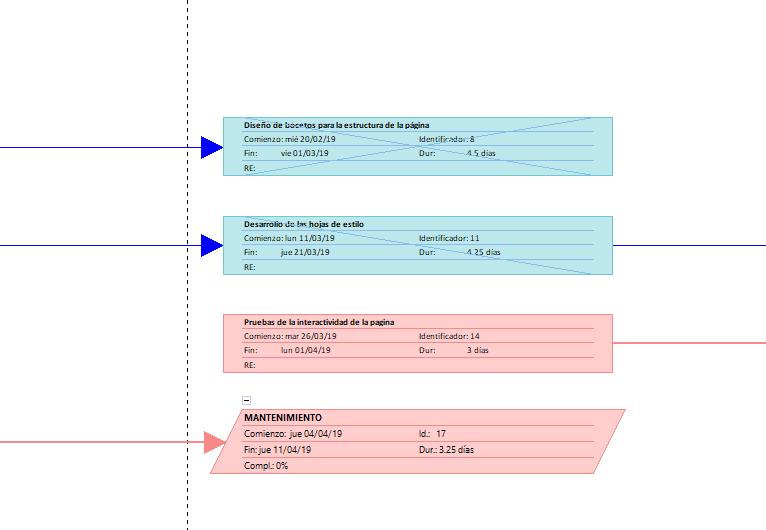 Diseño de bocetos para la estructura de la página
Comienzo: mié 20/02/19 Identificador: 8
Fin: vie 01/03/19 Dur: 4.5 días
RE:
Desarrollo de las hojas de estilo
Comienzo: lun 11/03/19 Identificador: 11
Fin: jue 21/03/19 Dur: 4.25 días
RE:
Pruebas de la interactividad de la pagina
Comienzo: mar 26/03/19 Identificador: 14
Fin: lun 01/04/19 Dur: 3 días
RE:
MANTENIMIENTO
Comienzo: jue 04/04/19 Id.: 17
Fin: jue 11/04/19 Dur.: 3.25 días
Compl.: 0%